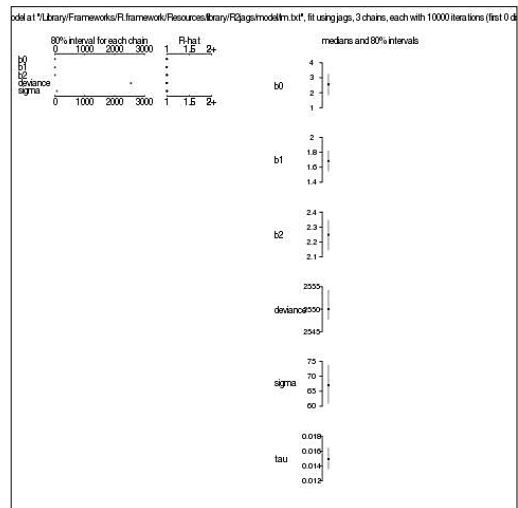 odel at "/Library/Frameworks/R.framework/Resources/library/R2jags/model/lm.txt", fit using jags, 3 chains, each with 10000 iterations (first 0 di
80% interval for each chain R-hat
0 1000 2000 3000 1 1.5 2+
b0
b1
b2
deviance
sigma
0 1000 2000 3000 1 1.5 2+
medians and 80% intervals
b0
4
3
2
1
b1
2
1.8
1.6
1.4
b2
2.4
2.3
2.2
2.1
deviance
2555
2550
2545
sigma
75
70
65
60
tau
0.018
0.016
0.014
0.012